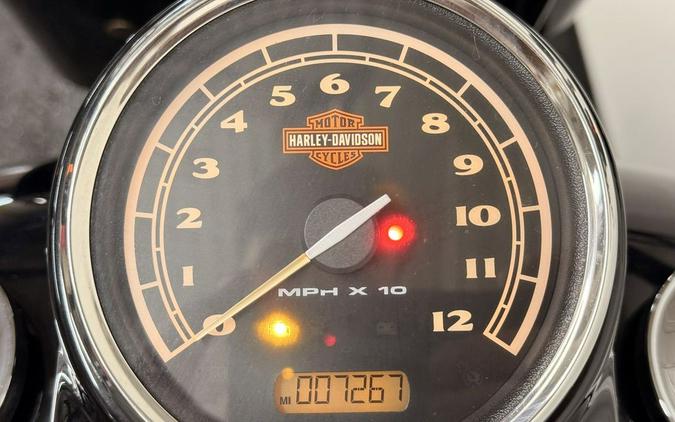 6
5 7
4 8
MOTOR
HARLEY-DAVIDSON
CYCLES
3 9
2 10
1 11
MPH X 10
0 12
MI 007267